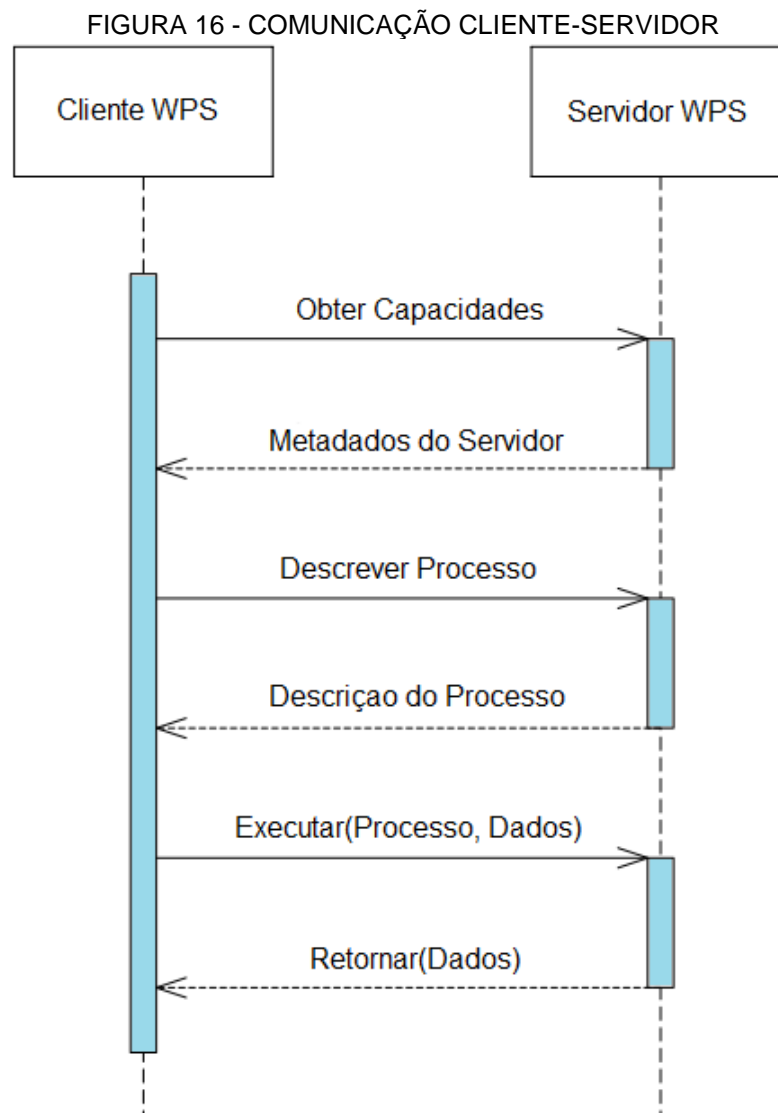 FIGURA 16 - COMUNICAÇÃO CLIENTE-SERVIDOR
Cliente WPS
Servidor WPS
Obter Capacidades
Metadados do Servidor
Descrever Processo
Descriçao do Processo
Executar(Processo, Dados)
Retornar(Dados)